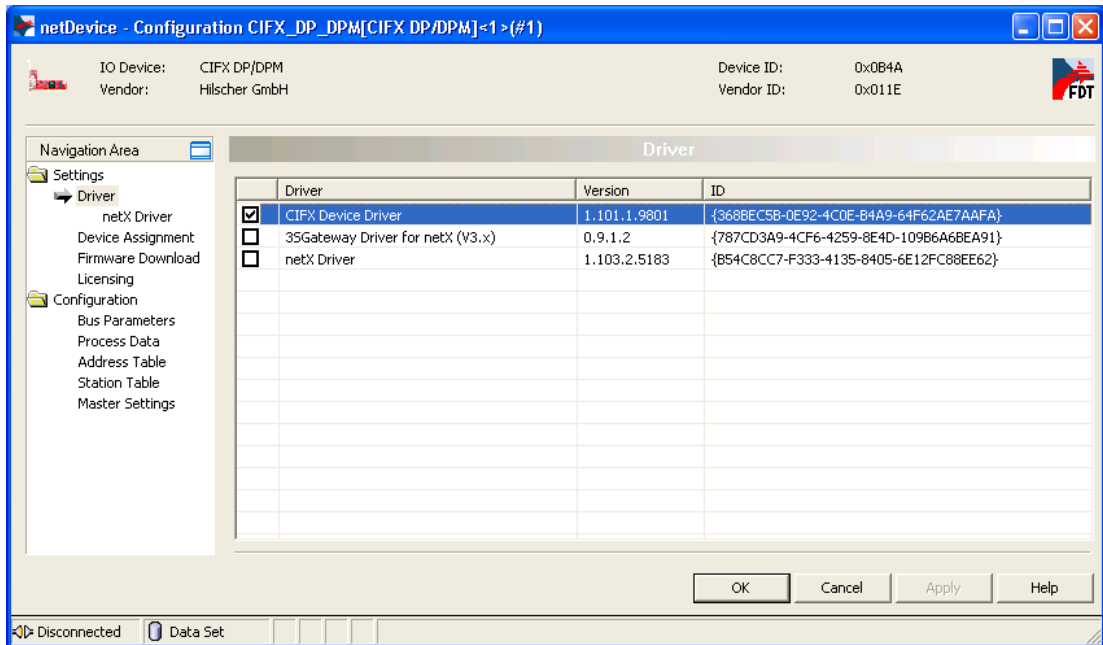 netDevice - Configuration CIFX_DP_DPM[CIFX DP/DPM]<1>(#1)
IO Device: CIFX DP/DPM Device ID: 0x0B4A
Vendor: Hilscher GmbH Vendor ID: 0x011E
FDT
Navigation Area
Driver
Settings
Driver
netX Driver
Device Assignment
Firmware Download
Licensing
Configuration
Bus Parameters
Process Data
Address Table
Station Table
Master Settings
Driver Version ID
CIFX Device Driver 1.101.1.9801 {368BEC5B-0E92-4C0E-B4A9-64F62AE7AAFA}
3SGateway Driver for netX (V3.x) 0.9.1.2 {787CD3A9-4CF6-4259-8E4D-109B6A6BEA91}
netX Driver 1.103.2.5183 {B54C8CC7-F333-4135-8405-6E12FC88EE62}
OK Cancel Apply Help
Disconnected Data Set